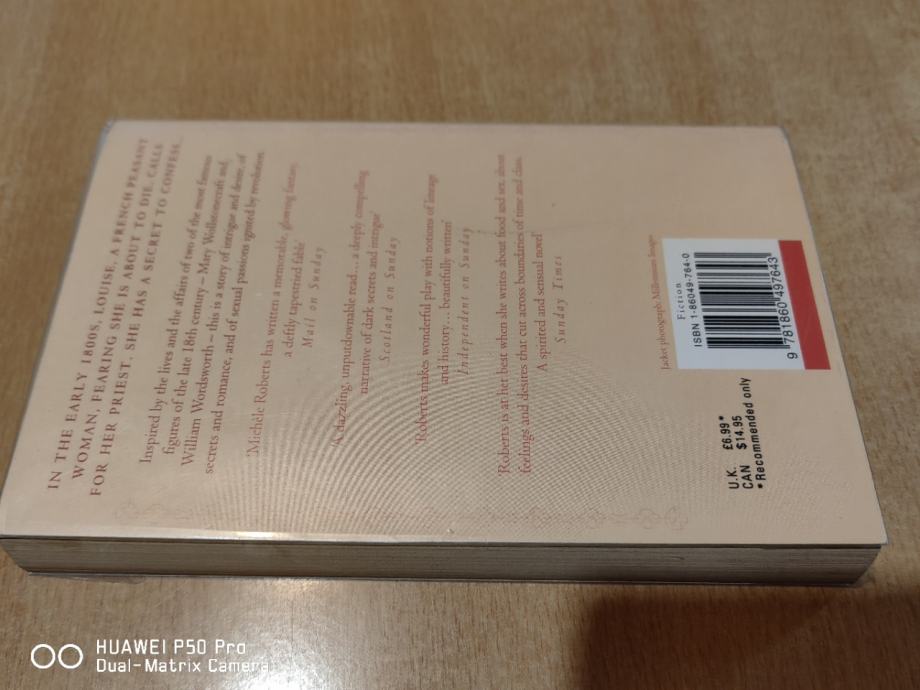 IN THE EARLY 1800S, LOUISE, A FRENCH PEASANT
WOMAN, FEARING SHE IS ABOUT TO DIE, CALLS
FOR HER PRIEST. SHE HAS A SECRET TO CONFESS.
Inspired by the lives and the affairs of two of the most famous
figures of the late 18th century – Mary Wollstonecraft and
William Wordsworth – this is a story of intrigue and desire, of
secrets and romance, and of sensual passions ignited by revolution.
'Michèle Roberts has written a memorable, glowing fantasy,
a deftly tapestried fable'
Mail on Sunday
'A dazzling, unputdownable read... a deeply compelling
narrative of dark secrets and intrigue'
Scotland on Sunday
'Roberts makes wonderful play with notions of image
and history... beautifully written'
Independent on Sunday
'Roberts is at her best when she writes about food and sex, about
feelings and desires that cut across boundaries of time and class.
A spirited and sensual novel'
Sunday Times
Jacket photograph: Millennium Images
Fiction
ISBN 1-86049-764-0
9 781860 497643
U.K. £6.99*
CAN $14.95
*Recommended only
HUAWEI P50 Pro
Dual-Matrix Camera